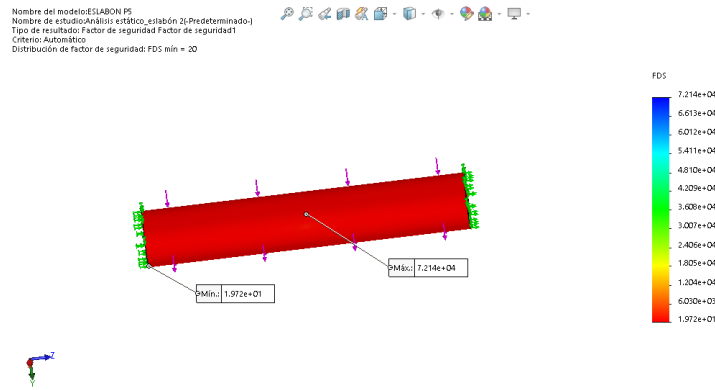 Nombre del modelo:ESLABON P5
Nombre de estudio:Análisis estático_eslabón 2(-Predeterminado-)
Tipo de resultado: Factor de seguridad Factor de seguridad1
Criterio: Automático
Distribución de factor de seguridad: FDS mín = 20
FDS
7.214e+04
6.613e+04
6.012e+04
5.411e+04
4.810e+04
4.209e+04
3.608e+04
3.007e+04
2.406e+04
1.805e+04
1.204e+04
6.030e+03
1.972e+01
Máx.: 7.214e+04
Mín.: 1.972e+01
Z
Y